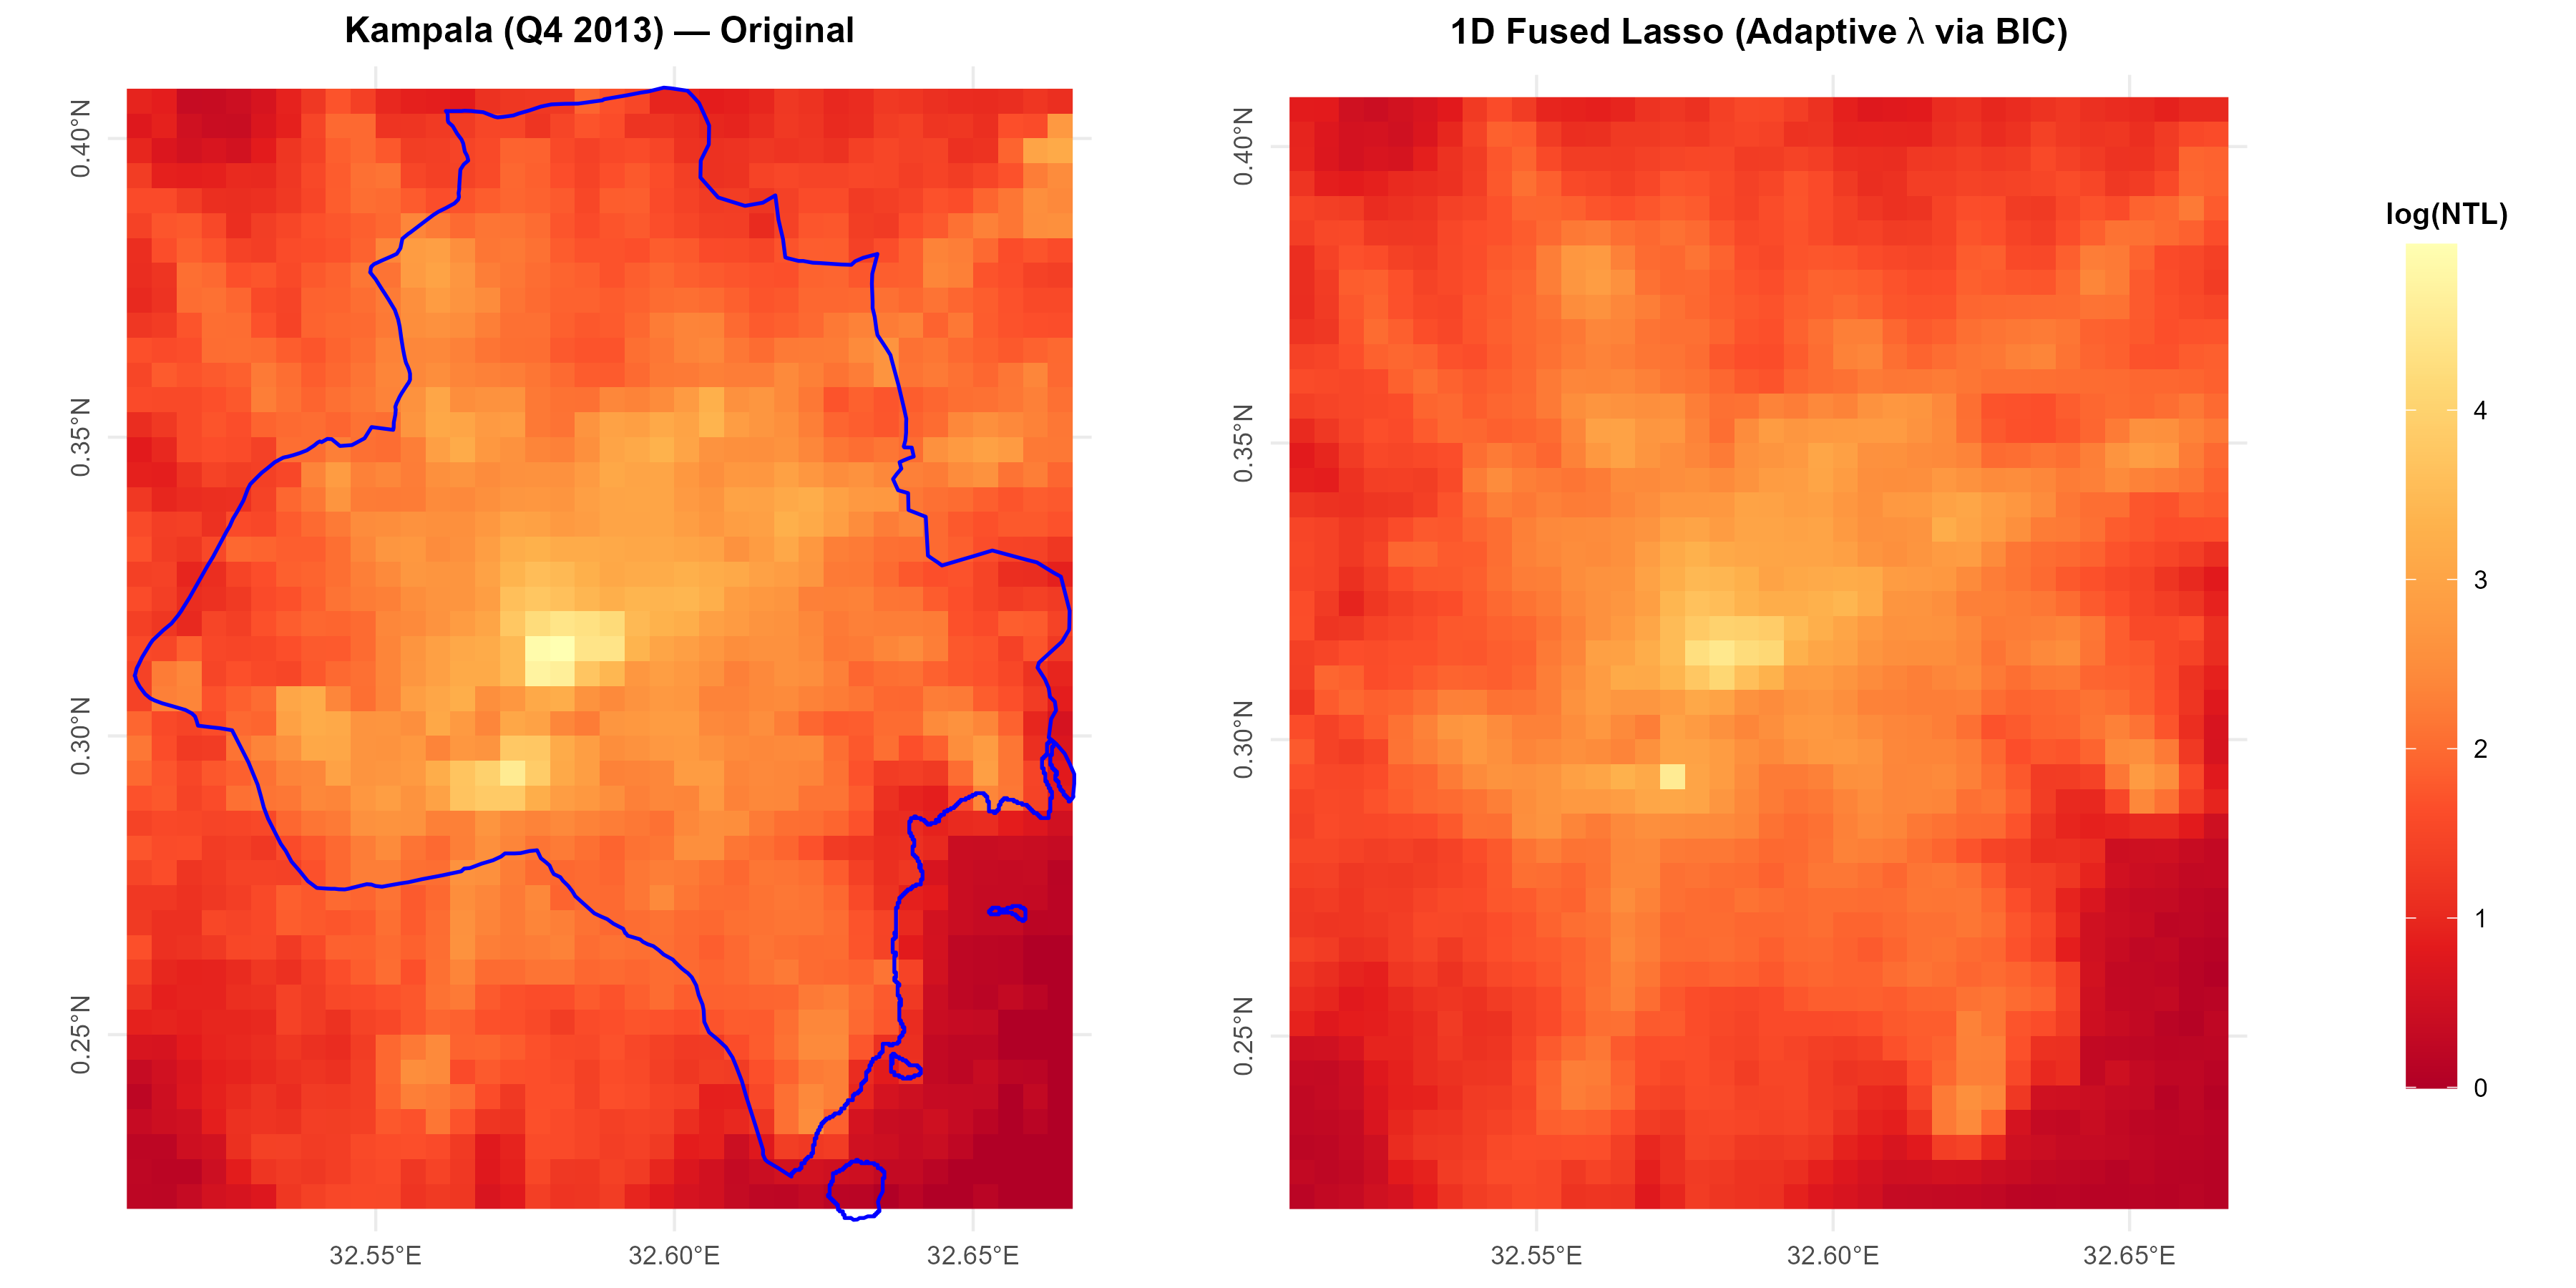 Kampala (Q4 2013) — Original
0.40°N
0.35°N
0.30°N
0.25°N
32.55°E
32.60°E
32.65°E
1D Fused Lasso (Adaptive λ via BIC)
0.40°N
0.35°N
0.30°N
0.25°N
32.55°E
32.60°E
32.65°E
log(NTL)
4
3
2
1
0